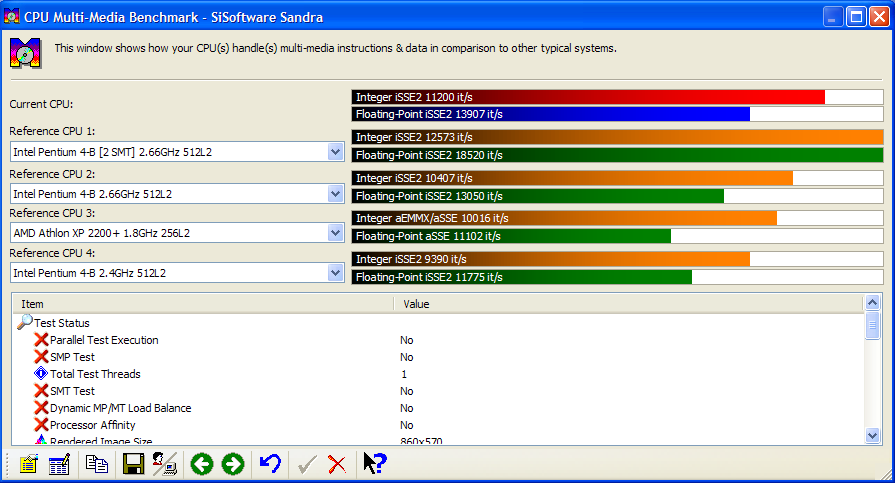 CPU Multi-Media Benchmark - SiSoftware Sandra
This window shows how your CPU(s) handle(s) multi-media instructions & data in comparison to other typical systems.
Current CPU:
Integer iSSE2 11200 it/s
Floating-Point iSSE2 13907 it/s
Reference CPU 1:
Intel Pentium 4-B [2 SMT] 2.66GHz 512L2
Integer iSSE2 12573 it/s
Floating-Point iSSE2 18520 it/s
Reference CPU 2:
Intel Pentium 4-B 2.66GHz 512L2
Integer iSSE2 10407 it/s
Floating-Point iSSE2 13050 it/s
Reference CPU 3:
AMD Athlon XP 2200+ 1.8GHz 256L2
Integer aEMMX/aSSE 10016 it/s
Floating-Point aSSE 11102 it/s
Reference CPU 4:
Intel Pentium 4-B 2.4GHz 512L2
Integer iSSE2 9390 it/s
Floating-Point iSSE2 11775 it/s
Item Value
Test Status
Parallel Test Execution No
SMP Test No
Total Test Threads 1
SMT Test No
Dynamic MP/MT Load Balance No
Processor Affinity No
Rendered Image Size 860x570